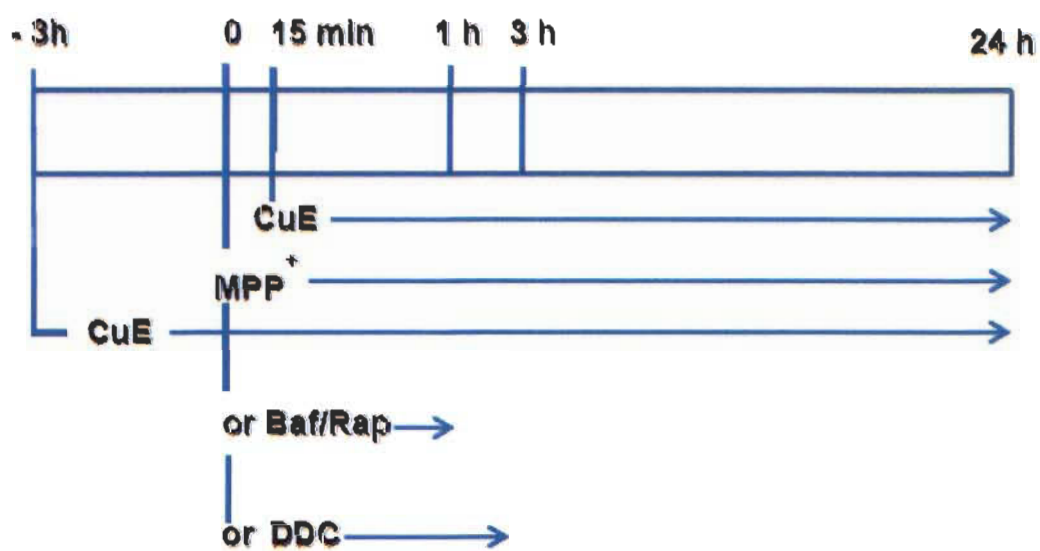 - 3h 0 15 min 1 h 3 h 24 h
CuE
MPP+
CuE
or Baf/Rap
or DDC